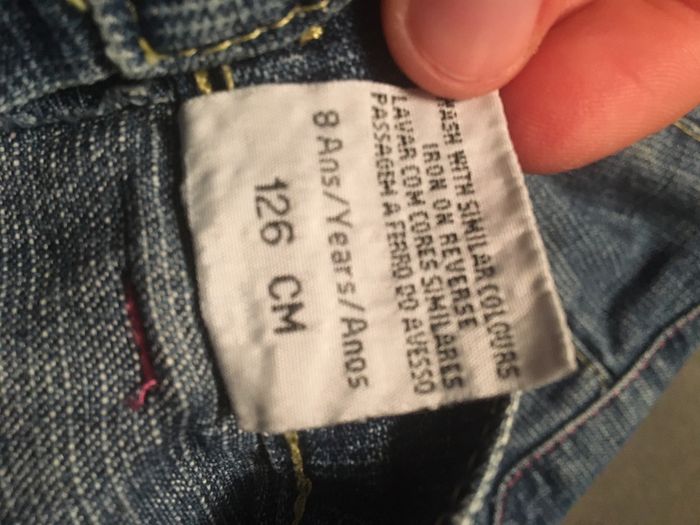 WASH WITH SIMILAR COLOURS
IRON ON REVERSE
LAVAR COM CORES SIMILARES
PASSAGEM A FERRO DO AVESSO
8 Ans/Years/Anos
126 CM